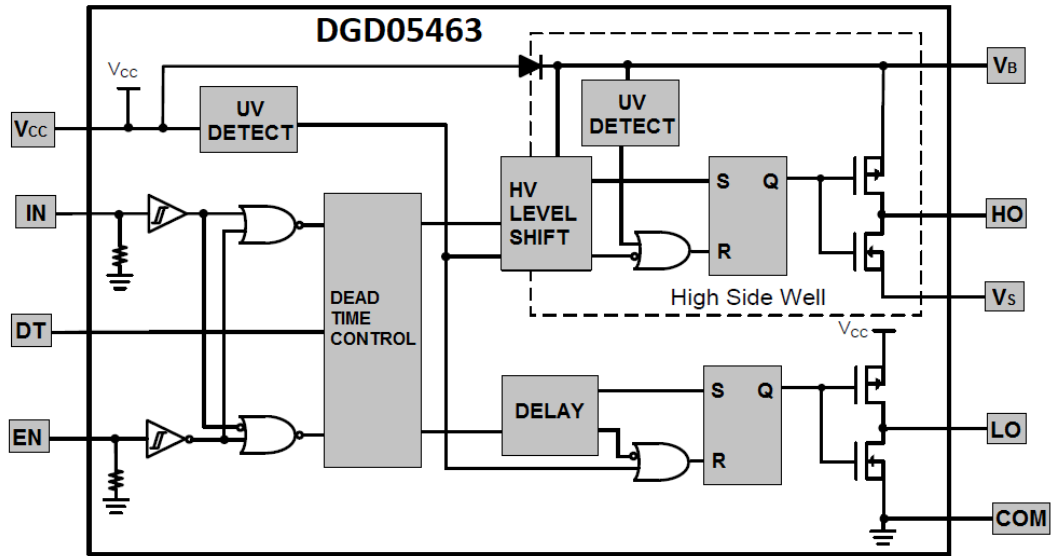 DGD05463
VCC
VB
VCC
UV
DETECT
UV
DETECT
IN
HV
LEVEL
SHIFT
S
Q
R
HO
High Side Well
VS
DT
DEAD
TIME
CONTROL
VCC
EN
DELAY
S
Q
R
LO
COM